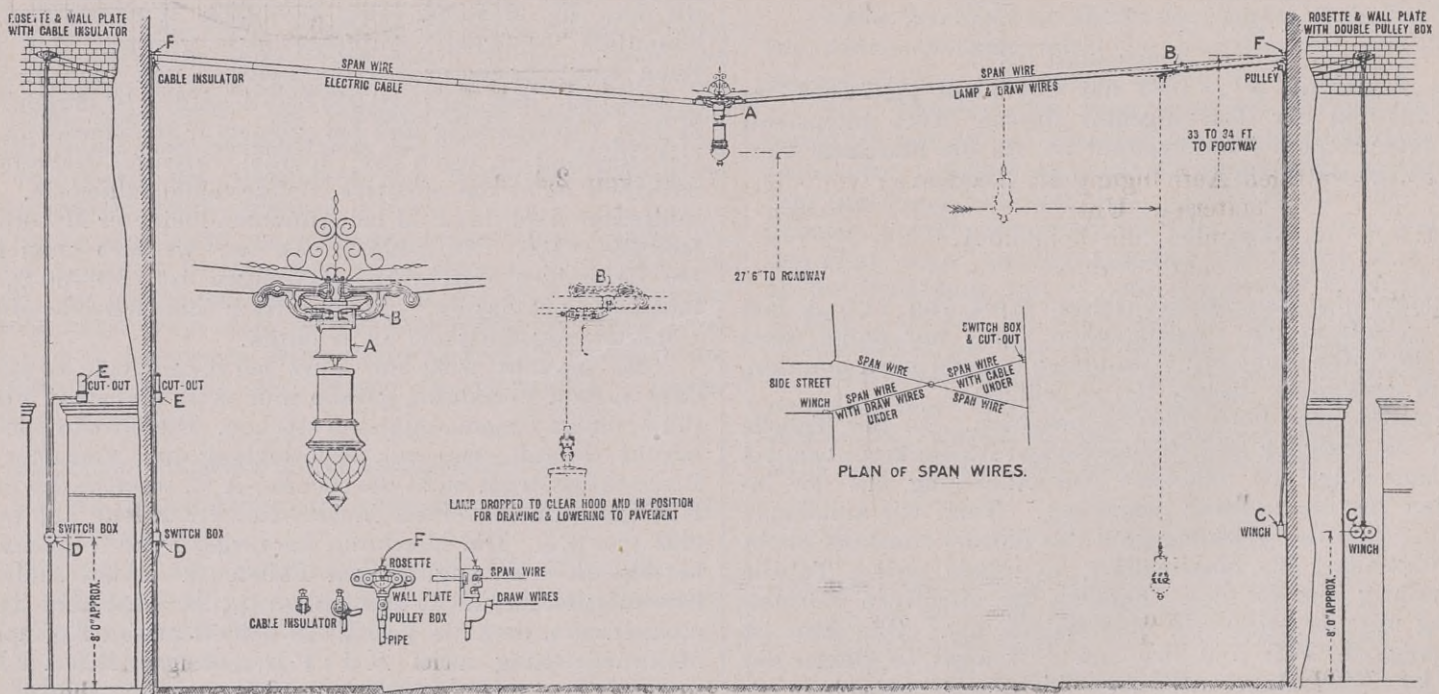 ROSETTE & WALL PLATE
WITH CABLE INSULATOR
F
CABLE INSULATOR
SPAN WIRE
ELECTRIC CABLE
A
SPAN WIRE
LAMP & DRAW WIRES
B
F
PULLEY
ROSETTE & WALL PLATE
WITH DOUBLE PULLEY BOX
33 TO 34 FT
TO FOOTWAY
27' 6" TO ROADWAY
B
A
B
LAMP DROPPED TO CLEAR HOOD AND IN POSITION
FOR DRAWING & LOWERING TO PAVEMENT
E
CUT-OUT
CUT-OUT
E
SWITCH BOX
D
SWITCH BOX
D
8' 0" APPROX.
SWITCH BOX
& CUT-OUT
SPAN WIRE
SPAN WIRE
WITH CABLE
UNDER
SIDE STREET
WINCH
SPAN WIRE
WITH DRAW WIRES
UNDER
SPAN WIRE
PLAN OF SPAN WIRES.
F
ROSETTE
WALL PLATE
PULLEY BOX
PIPE
CABLE INSULATOR
SPAN WIRE
DRAW WIRES
C
WINCH
C
WINCH
8' 0" APPROX.